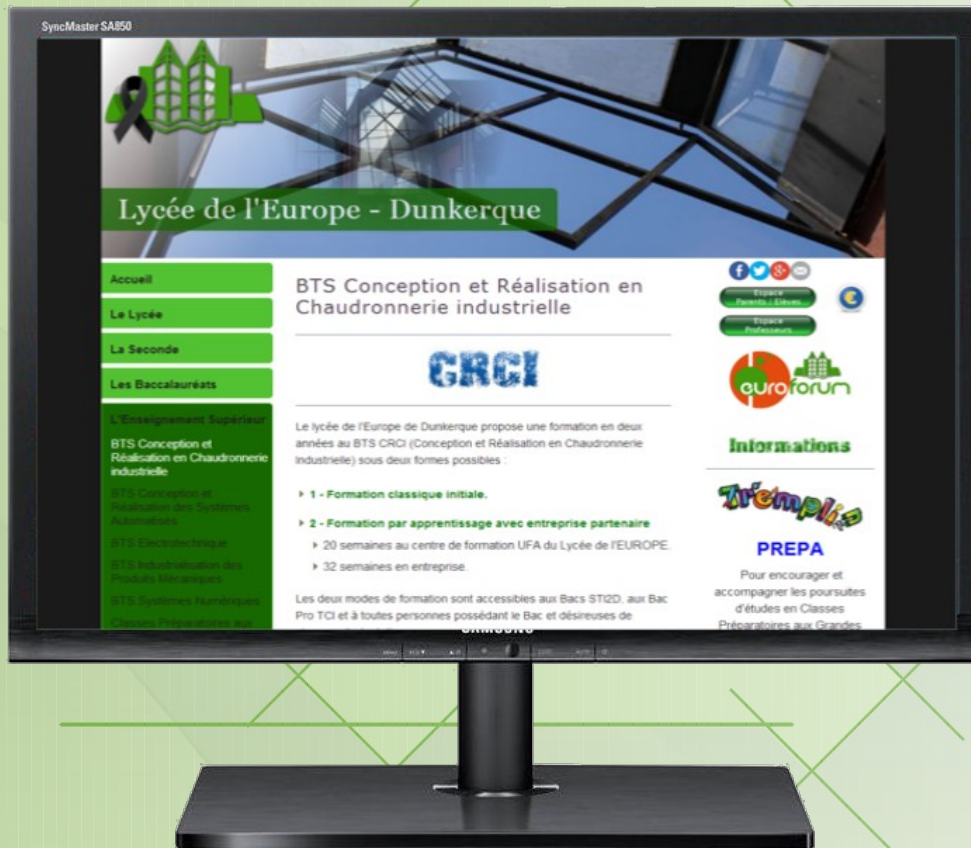 SyncMaster SA850
Lycée de l'Europe - Dunkerque
Accueil
Le Lycée
La Seconde
Les Baccalauréats
L'Enseignement Supérieur
BTS Conception et
Réalisation en Chaudronnerie
industrielle
BTS Conception et
Réalisation des Systèmes
Automatisés
BTS Electrotechnique
BTS Industrialisation des
Produits Mécaniques
BTS Systèmes Numériques
Classes Préparatoires aux
BTS Conception et Réalisation en
Chaudronnerie industrielle
CRCI
Le lycée de l'Europe de Dunkerque propose une formation en deux
années au BTS CRCI (Conception et Réalisation en Chaudronnerie
Industrielle) sous deux formes possibles :
1 - Formation classique initiale.
2 - Formation par apprentissage avec entreprise partenaire
20 semaines au centre de formation UFA du Lycée de l'EUROPE.
32 semaines en entreprise.
Les deux modes de formation sont accessibles aux Bacs STI2D, aux Bac
Pro TCI et à toutes personnes possédant le Bac et désireuses de
Espace
Parents / Elèves
Espace
Professeurs
euroforum
Informations
Tremplin
PREPA
Pour encourager et
accompagner les poursuites
d'études en Classes
Préparatoires aux Grandes
SAMSUNG